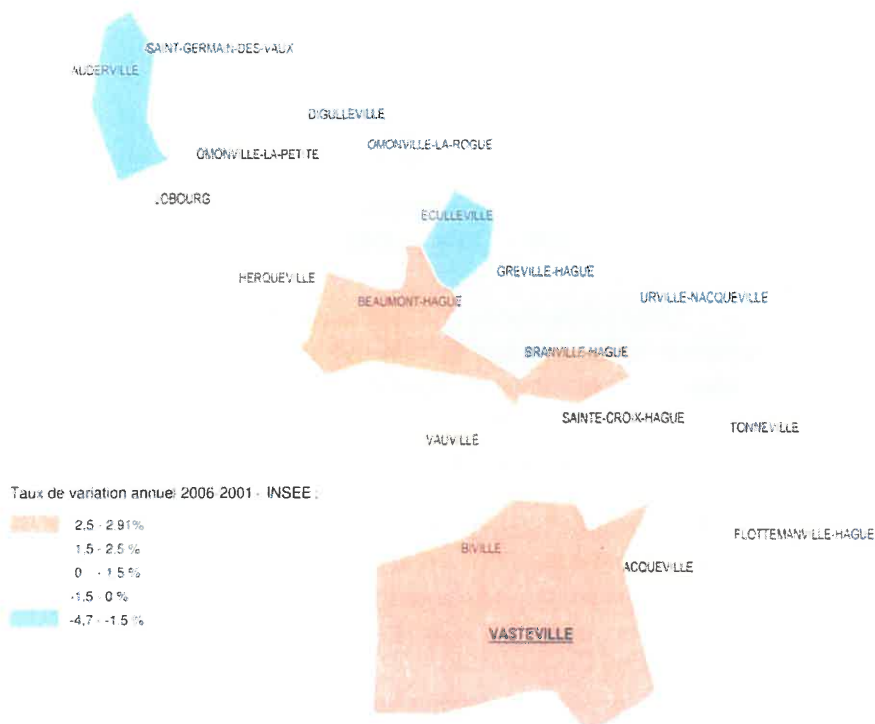 SAINT-GERMAIN-DES-VAUX
AUDERVILLE
DIGULLEVILLE
OMONVILLE-LA-PETITE
OMONVILLE-LA-ROGUE
JOBOURG
ECULLEVILLE
HERQUEVILLE
GREVILLE-HAGUE
BEAUMONT-HAGUE
URVILLE-NACQUEVILLE
BRANVILLE-HAGUE
SAINTE-CROIX-HAGUE
TONNEVILLE
VAUVILLE
Taux de variation annuel 2006-2001 - INSEE :
2.5 - 2.91%
1.5 - 2.5 %
0 - 1.5 %
-1.5 - 0 %
-4,7 - -1.5 %
BIVILLE
FLOTTEMANVILLE-HAGUE
ACQUEVILLE
VASTEVILLE